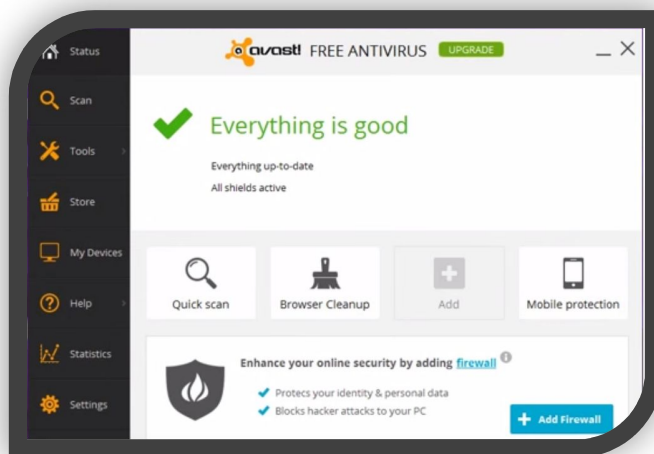 Status
avast! FREE ANTIVIRUS UPGRADE
Scan
Everything is good
Tools
Everything up-to-date
All shields active
Store
My Devices
Help
Quick scan
Browser Cleanup
Add
Mobile protection
Statistics
Settings
Enhance your online security by adding firewall
Protecs your identity & personal data
Blocks hacker attacks to your PC
Add Firewall